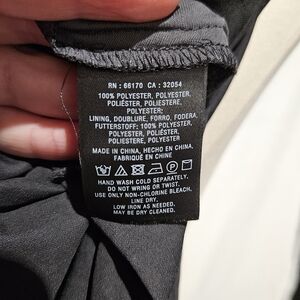 RN : 66170 CA : 32054
100% POLYESTER, POLYESTER,
POLIÉSTER, POLIESTERE,
POLYESTER;
LINING, DOUBLURE, FORRO, FODERA,
FUTTERSTOFF: 100% POLYESTER,
POLYESTER, POLIÉSTER, POLIESTERE,
POLYESTER
MADE IN CHINA, HECHO EN CHINA,
FABRIQUÉ EN CHINE
HAND WASH COLD SEPARATELY.
DO NOT WRING OR TWIST.
USE ONLY NON-CHLORINE BLEACH,
LINE DRY.
LOW IRON AS NEEDED.
MAY BE DRY CLEANED.